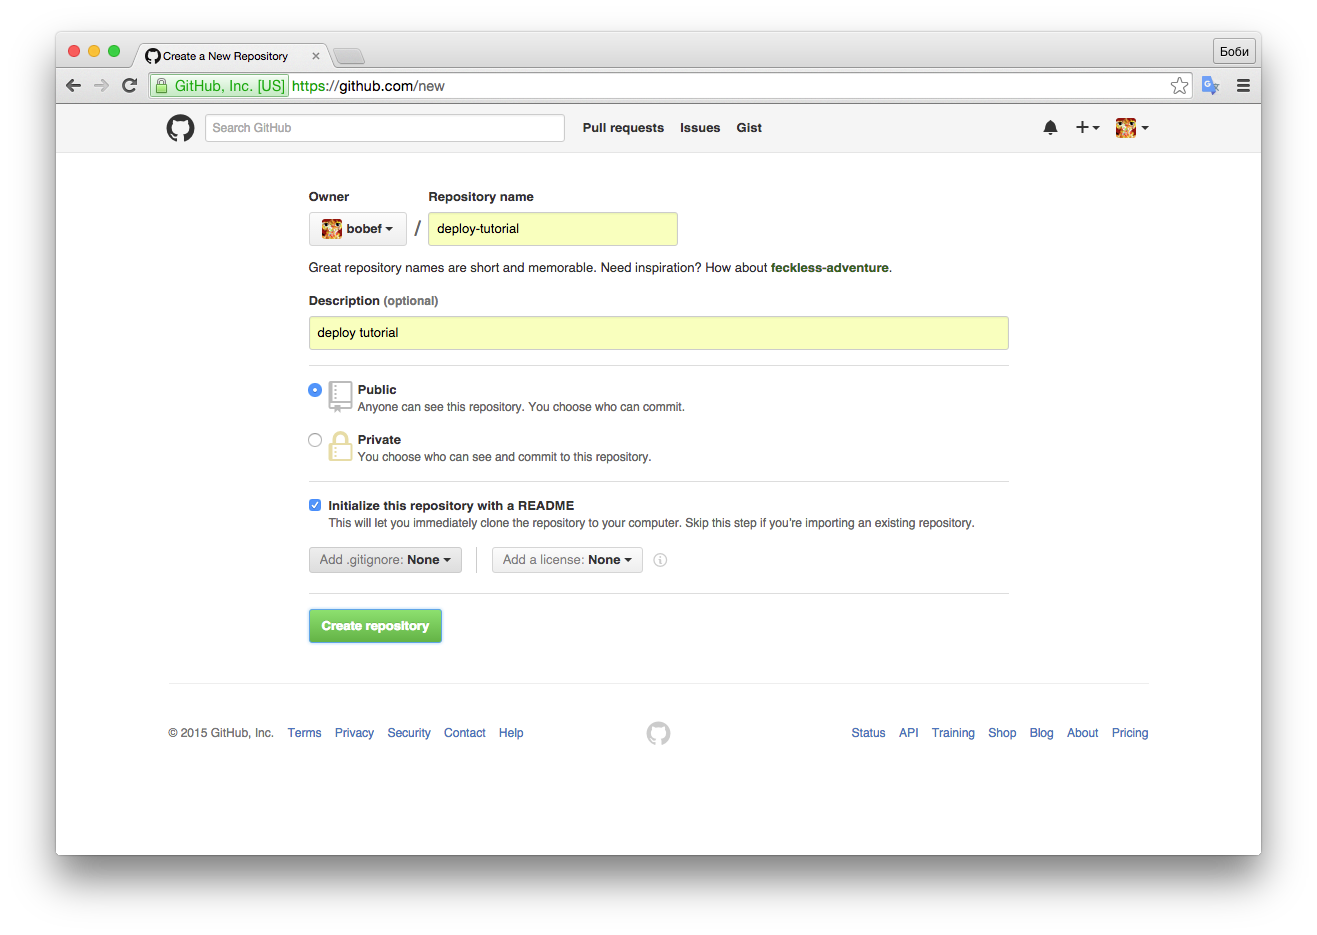 Create a New Repository
Боби
GitHub, Inc. [US] https://github.com/new
Search GitHub Pull requests Issues Gist
Owner Repository name
bobef / deploy-tutorial
Great repository names are short and memorable. Need inspiration? How about feckless-adventure.
Description (optional)
deploy tutorial
Public
Anyone can see this repository. You choose who can commit.
Private
You choose who can see and commit to this repository.
Initialize this repository with a README
This will let you immediately clone the repository to your computer. Skip this step if you're importing an existing repository.
Add .gitignore: None Add a license: None
Create repository
© 2015 GitHub, Inc. Terms Privacy Security Contact Help Status API Training Shop Blog About Pricing